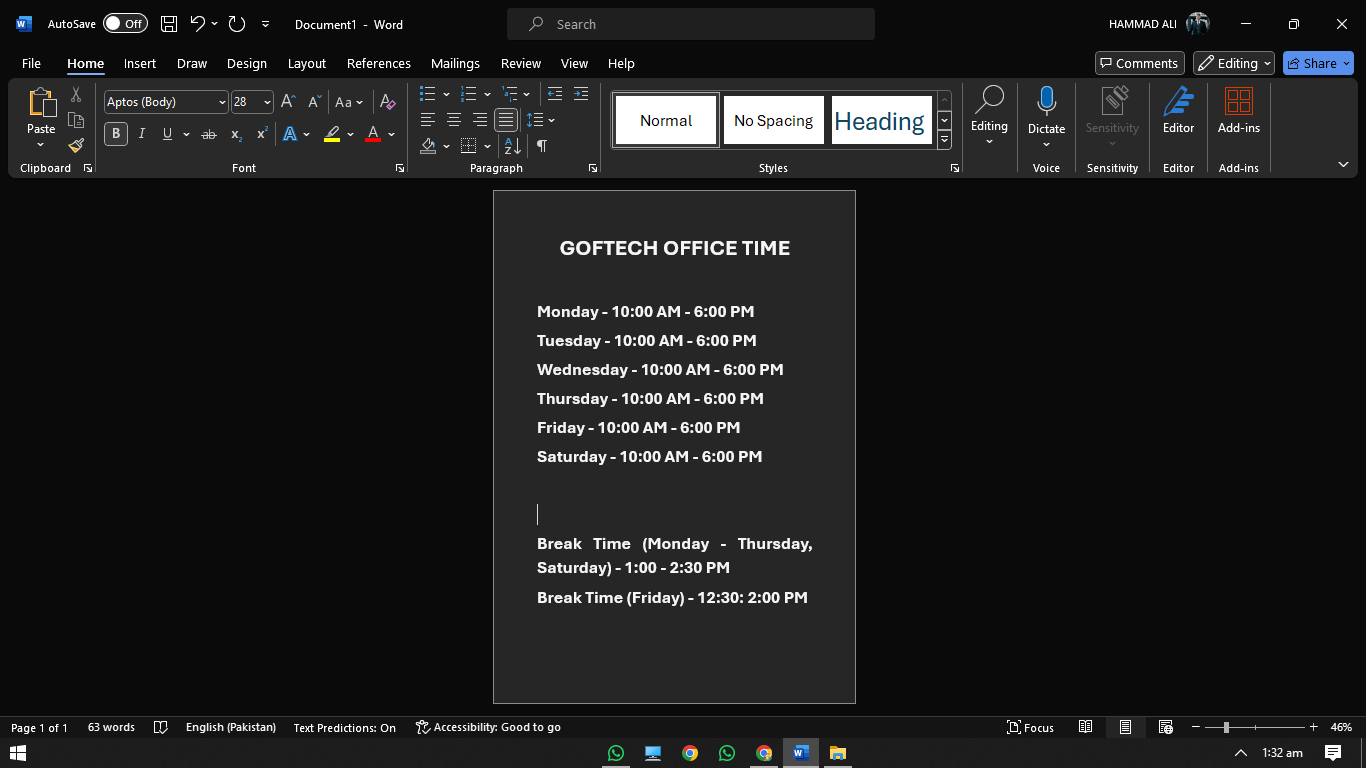 AutoSave Off Document1 - Word Search HAMMAD ALI
File Home Insert Draw Design Layout References Mailings Review View Help Comments Editing Share
Aptos (Body) 28 A A Aa A Normal No Spacing Heading
Paste B I U ab x₂ x² A A Editing Dictate Sensitivity Editor Add-ins
Clipboard Font Paragraph Styles Voice Sensitivity Editor Add-ins
GOFTECH OFFICE TIME
Monday - 10:00 AM - 6:00 PM
Tuesday - 10:00 AM - 6:00 PM
Wednesday - 10:00 AM - 6:00 PM
Thursday - 10:00 AM - 6:00 PM
Friday - 10:00 AM - 6:00 PM
Saturday - 10:00 AM - 6:00 PM
Break Time (Monday - Thursday,
Saturday) - 1:00 - 2:30 PM
Break Time (Friday) - 12:30: 2:00 PM
Page 1 of 1 63 words English (Pakistan) Text Predictions: On Accessibility: Good to go Focus 46%
1:32 am